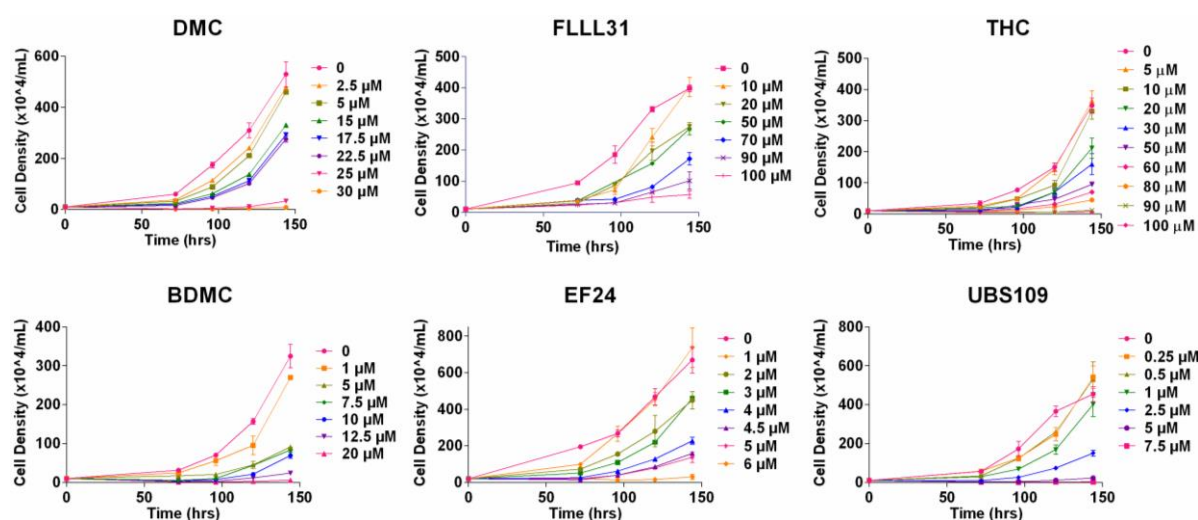 DMC
Cell Density (x10^4/mL)
600
400
200
0
0
50
100
150
Time (hrs)
0
2.5 µM
5 µM
15 µM
17.5 µM
22.5 µM
25 µM
30 µM
FLLL31
Cell Density (x10^4/mL)
500
400
300
200
100
0
0
50
100
150
Time (hrs)
0
10 µM
20 µM
50 µM
70 µM
90 µM
100 µM
THC
Cell Density (x10^4/mL)
500
400
300
200
100
0
0
50
100
150
Time (hrs)
0
5 µM
10 µM
20 µM
30 µM
50 µM
60 µM
80 µM
90 µM
100 µM
BDMC
Cell Density (x10^4/mL)
400
300
200
100
0
0
50
100
150
Time (hrs)
0
1 µM
5 µM
7.5 µM
10 µM
12.5 µM
20 µM
EF24
Cell Density (x10^4/mL)
800
600
400
200
0
0
50
100
150
Time (hrs)
0
1 µM
2 µM
3 µM
4 µM
4.5 µM
5 µM
6 µM
UBS109
Cell Density (x10^4/mL)
800
600
400
200
0
0
50
100
150
Time (hrs)
0
0.25 µM
0.5 µM
1 µM
2.5 µM
5 µM
7.5 µM